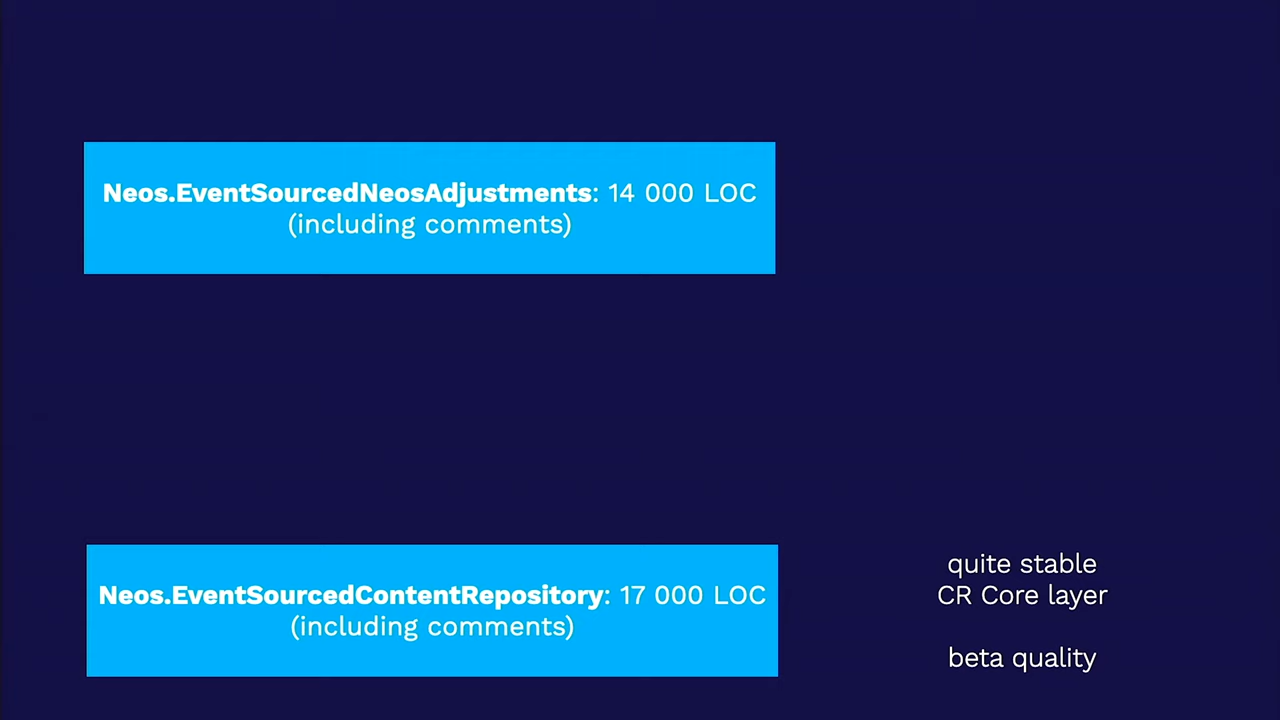 Neos.EventSourcedNeosAdjustments: 14 000 LOC
(including comments)
Neos.EventSourcedContentRepository: 17 000 LOC
(including comments)
quite stable
CR Core layer
beta quality